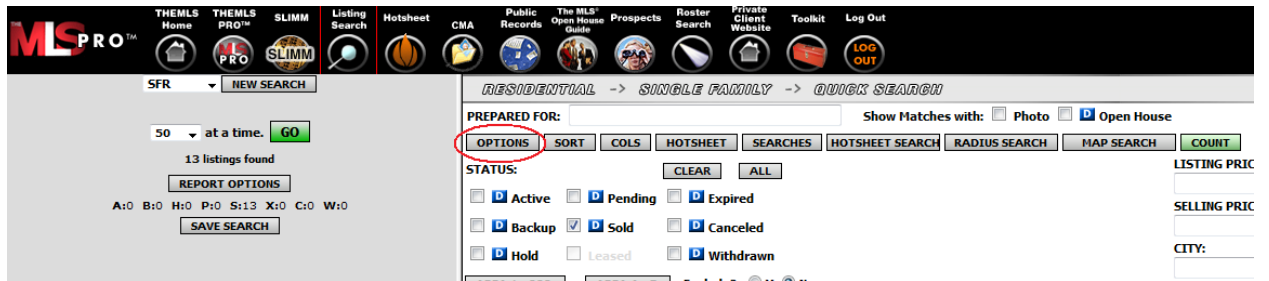 MLS PRO™
THEMLS Home
THEMLS PRO™
SLIMM
Listing Search
Hotsheet
CMA
Public Records
The MLS® Open House Guide
Prospects
Roster Search
Private Client Website
Toolkit
Log Out
MLS PRO
SLIMM
LOG OUT
SFR NEW SEARCH
50 at a time. GO
13 listings found
REPORT OPTIONS
A:0 B:0 H:0 P:0 S:13 X:0 C:0 W:0
SAVE SEARCH
RESIDENTIAL -> SINGLE FAMILY -> QUICK SEARCH
PREPARED FOR: Show Matches with: Photo D Open House
OPTIONS SORT COLS HOTSHEET SEARCHES HOTSHEET SEARCH RADIUS SEARCH MAP SEARCH COUNT
STATUS: CLEAR ALL
D Active D Pending D Expired
D Backup D Sold D Canceled
D Hold Leased D Withdrawn
LISTING PRIC
SELLING PRIC
CITY: